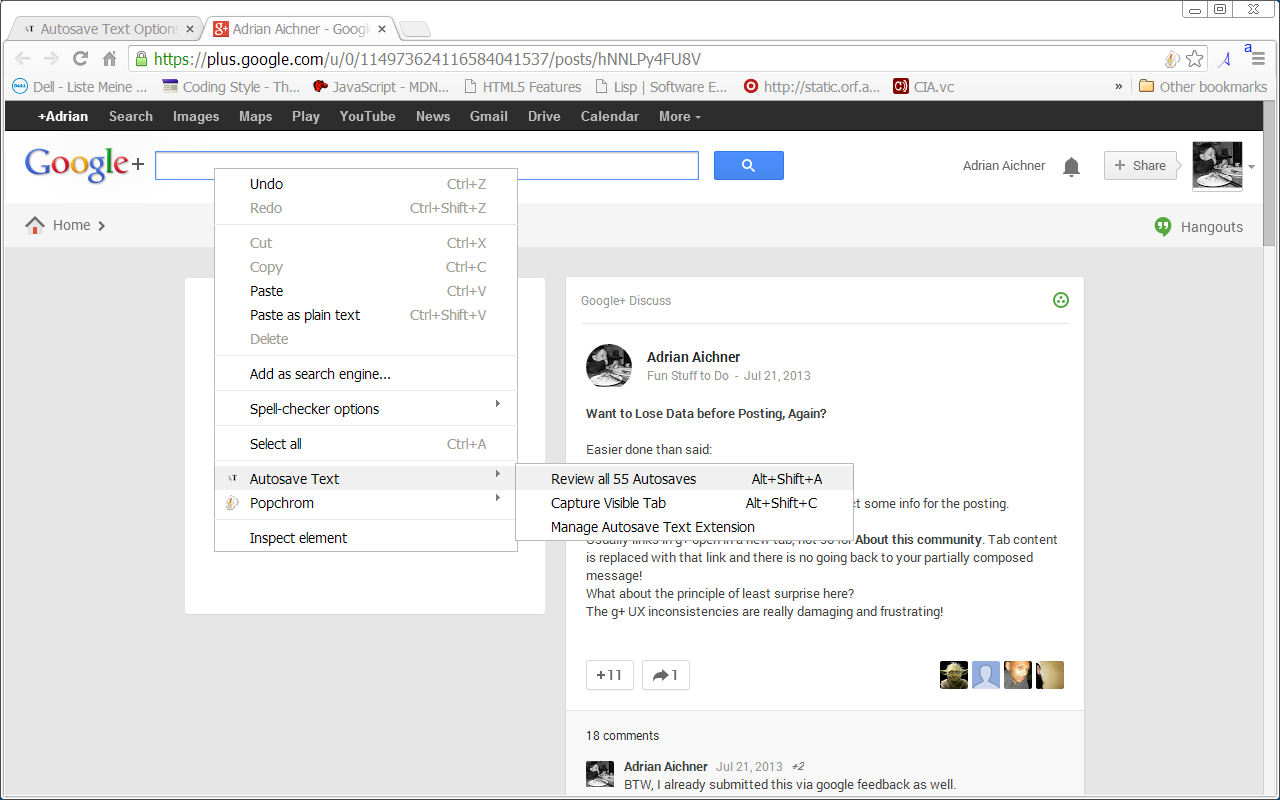 Autosave Text Option
Adrian Aichner - Goog
https://plus.google.com/u/0/114973624116584041537/posts/hNNLPy4FU8V
a
Dell - Liste Meine ... Coding Style - Th... JavaScript - MDN... HTML5 Features Lisp | Software E... http://static.orf.a... CIA.vc » Other bookmarks
+Adrian Search Images Maps Play YouTube News Gmail Drive Calendar More
Google+
Adrian Aichner
+ Share
Home
Hangouts
Undo Ctrl+Z
Redo Ctrl+Shift+Z
Cut Ctrl+X
Copy Ctrl+C
Paste Ctrl+V
Paste as plain text Ctrl+Shift+V
Delete
Add as search engine...
Spell-checker options
Select all Ctrl+A
Autosave Text
Popchrom
Inspect element
Review all 55 Autosaves Alt+Shift+A
Capture Visible Tab Alt+Shift+C
Manage Autosave Text Extension
Google+ Discuss
Adrian Aichner
Fun Stuff to Do - Jul 21, 2013
Want to Lose Data before Posting, Again?
Easier done than said:
ct some info for the posting.
Usually links in g+ open in a new tab, not so for About this community. Tab content
is replaced with that link and there is no going back to your partially composed
message!
What about the principle of least surprise here?
The g+ UX inconsistencies are really damaging and frustrating!
+11
1
18 comments
Adrian Aichner Jul 21, 2013 +2
BTW, I already submitted this via google feedback as well.